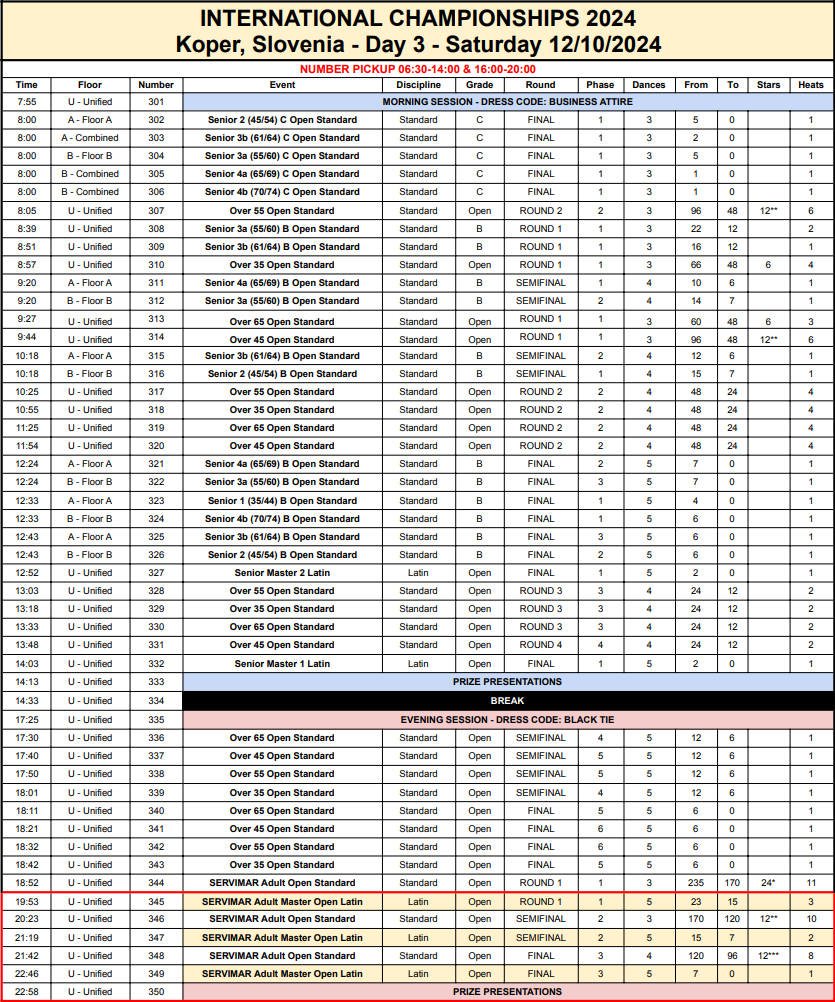 INTERNATIONAL CHAMPIONSHIPS 2024
Koper, Slovenia - Day 3 - Saturday 12/10/2024
NUMBER PICKUP 06:30-14:00 & 16:00-20:00
Time Floor Number Event Discipline Grade Round Phase Dances From To Stars Heats
7:55 U - Unified 301 MORNING SESSION - DRESS CODE: BUSINESS ATTIRE
8:00 A - Floor A 302 Senior 2 (45/54) C Open Standard Standard C FINAL 1 3 5 0 1
8:00 A - Combined 303 Senior 3b (61/64) C Open Standard Standard C FINAL 1 3 2 0 1
8:00 B - Floor B 304 Senior 3a (55/60) C Open Standard Standard C FINAL 1 3 5 0 1
8:00 B - Combined 305 Senior 4a (65/69) C Open Standard Standard C FINAL 1 3 1 0 1
8:00 B - Combined 306 Senior 4b (70/74) C Open Standard Standard C FINAL 1 3 1 0 1
8:05 U - Unified 307 Over 55 Open Standard Standard Open ROUND 2 2 3 96 48 12** 6
8:39 U - Unified 308 Senior 3a (55/60) B Open Standard Standard B ROUND 1 1 3 22 12 2
8:51 U - Unified 309 Senior 3b (61/64) B Open Standard Standard B ROUND 1 1 3 16 12 1
8:57 U - Unified 310 Over 35 Open Standard Standard Open ROUND 1 1 3 66 48 6 4
9:20 A - Floor A 311 Senior 4a (65/69) B Open Standard Standard B SEMIFINAL 1 4 10 6 1
9:20 B - Floor B 312 Senior 3a (55/60) B Open Standard Standard B SEMIFINAL 2 4 14 7 1
9:27 U - Unified 313 Over 65 Open Standard Standard Open ROUND 1 1 3 60 48 6 3
9:44 U - Unified 314 Over 45 Open Standard Standard Open ROUND 1 1 3 96 48 12** 6
10:18 A - Floor A 315 Senior 3b (61/64) B Open Standard Standard B SEMIFINAL 2 4 12 6 1
10:18 B - Floor B 316 Senior 2 (45/54) B Open Standard Standard B SEMIFINAL 1 4 15 7 1
10:25 U - Unified 317 Over 55 Open Standard Standard Open ROUND 2 2 4 48 24 4
10:55 U - Unified 318 Over 35 Open Standard Standard Open ROUND 2 2 4 48 24 4
11:25 U - Unified 319 Over 65 Open Standard Standard Open ROUND 2 2 4 48 24 4
11:54 U - Unified 320 Over 45 Open Standard Standard Open ROUND 2 2 4 48 24 4
12:24 A - Floor A 321 Senior 4a (65/69) B Open Standard Standard B FINAL 2 5 7 0 1
12:24 B - Floor B 322 Senior 3a (55/60) B Open Standard Standard B FINAL 3 5 7 0 1
12:33 A - Floor A 323 Senior 1 (35/44) B Open Standard Standard B FINAL 1 5 4 0 1
12:33 B - Floor B 324 Senior 4b (70/74) B Open Standard Standard B FINAL 1 5 6 0 1
12:43 A - Floor A 325 Senior 3b (61/64) B Open Standard Standard B FINAL 3 5 6 0 1
12:43 B - Floor B 326 Senior 2 (45/54) B Open Standard Standard B FINAL 2 5 6 0 1
12:52 U - Unified 327 Senior Master 2 Latin Latin Open FINAL 1 5 2 0 1
13:03 U - Unified 328 Over 55 Open Standard Standard Open ROUND 3 3 4 24 12 2
13:18 U - Unified 329 Over 35 Open Standard Standard Open ROUND 3 3 4 24 12 2
13:33 U - Unified 330 Over 65 Open Standard Standard Open ROUND 3 3 4 24 12 2
13:48 U - Unified 331 Over 45 Open Standard Standard Open ROUND 4 4 4 24 12 2
14:03 U - Unified 332 Senior Master 1 Latin Latin Open FINAL 1 5 2 0 1
14:13 U - Unified 333 PRIZE PRESENTATIONS
14:33 U - Unified 334 BREAK
17:25 U - Unified 335 EVENING SESSION - DRESS CODE: BLACK TIE
17:30 U - Unified 336 Over 65 Open Standard Standard Open SEMIFINAL 4 5 12 6 1
17:40 U - Unified 337 Over 45 Open Standard Standard Open SEMIFINAL 5 5 12 6 1
17:50 U - Unified 338 Over 55 Open Standard Standard Open SEMIFINAL 5 5 12 6 1
18:01 U - Unified 339 Over 35 Open Standard Standard Open SEMIFINAL 4 5 12 6 1
18:11 U - Unified 340 Over 65 Open Standard Standard Open FINAL 5 5 6 0 1
18:21 U - Unified 341 Over 45 Open Standard Standard Open FINAL 6 5 6 0 1
18:32 U - Unified 342 Over 55 Open Standard Standard Open FINAL 6 5 6 0 1
18:42 U - Unified 343 Over 35 Open Standard Standard Open FINAL 5 5 6 0 1
18:52 U - Unified 344 SERVIMAR Adult Open Standard Standard Open ROUND 1 1 3 235 170 24* 11
19:53 U - Unified 345 SERVIMAR Adult Master Open Latin Latin Open ROUND 1 1 5 23 15 3
20:23 U - Unified 346 SERVIMAR Adult Open Standard Standard Open SEMIFINAL 2 3 170 120 12** 10
21:19 U - Unified 347 SERVIMAR Adult Master Open Latin Latin Open SEMIFINAL 2 5 15 7 2
21:42 U - Unified 348 SERVIMAR Adult Open Standard Standard Open FINAL 3 4 120 96 12*** 8
22:46 U - Unified 349 SERVIMAR Adult Master Open Latin Latin Open FINAL 3 5 7 0 1
22:58 U - Unified 350 PRIZE PRESENTATIONS